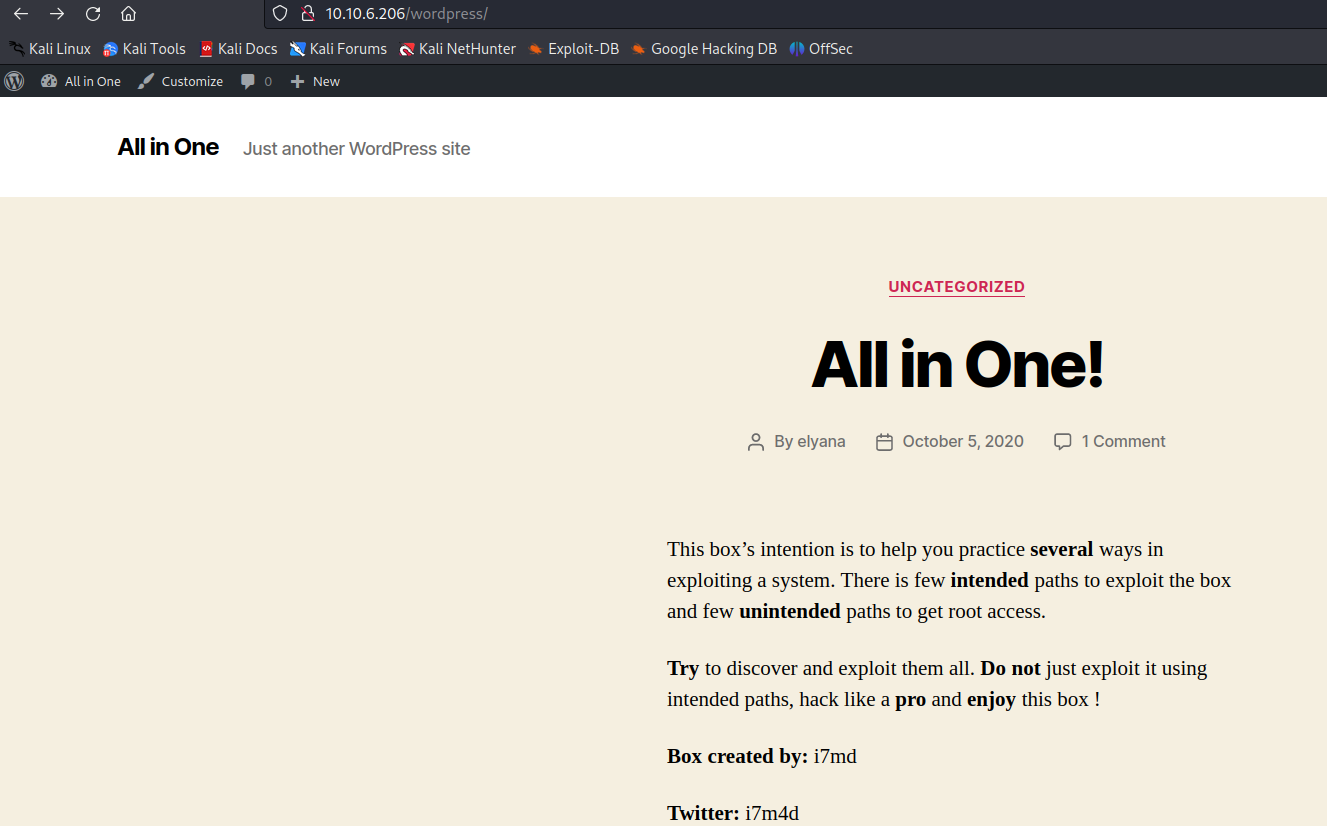 10.10.6.206/wordpress/
Kali Linux Kali Tools Kali Docs Kali Forums Kali NetHunter Exploit-DB Google Hacking DB OffSec
All in One Customize 0 New
All in One Just another WordPress site
UNCATEGORIZED
All in One!
By elyana October 5, 2020 1 Comment
This box’s intention is to help you practice several ways in
exploiting a system. There is few intended paths to exploit the box
and few unintended paths to get root access.
Try to discover and exploit them all. Do not just exploit it using
intended paths, hack like a pro and enjoy this box !
Box created by: i7md
Twitter: i7m4d